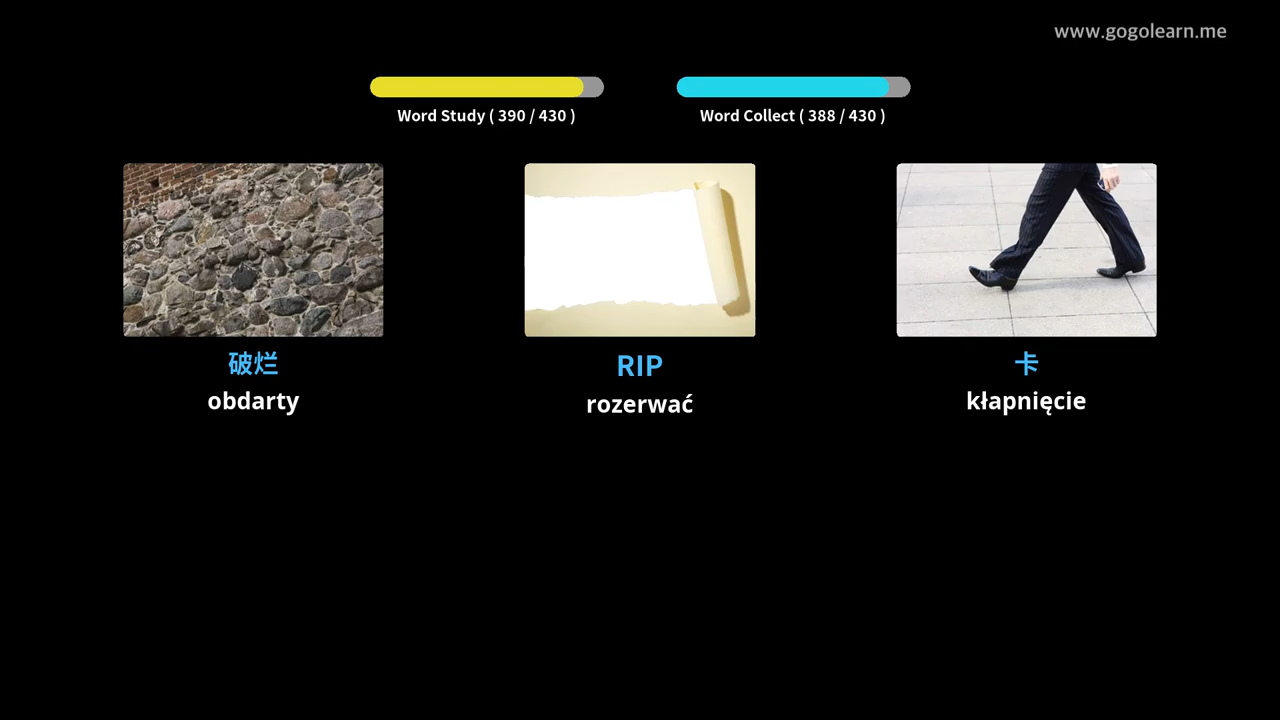 www.gogolearn.me
Word Study ( 390 / 430 )
Word Collect ( 388 / 430 )
破烂
RIP
卡
obdarty
rozerwać
kłapnięcie